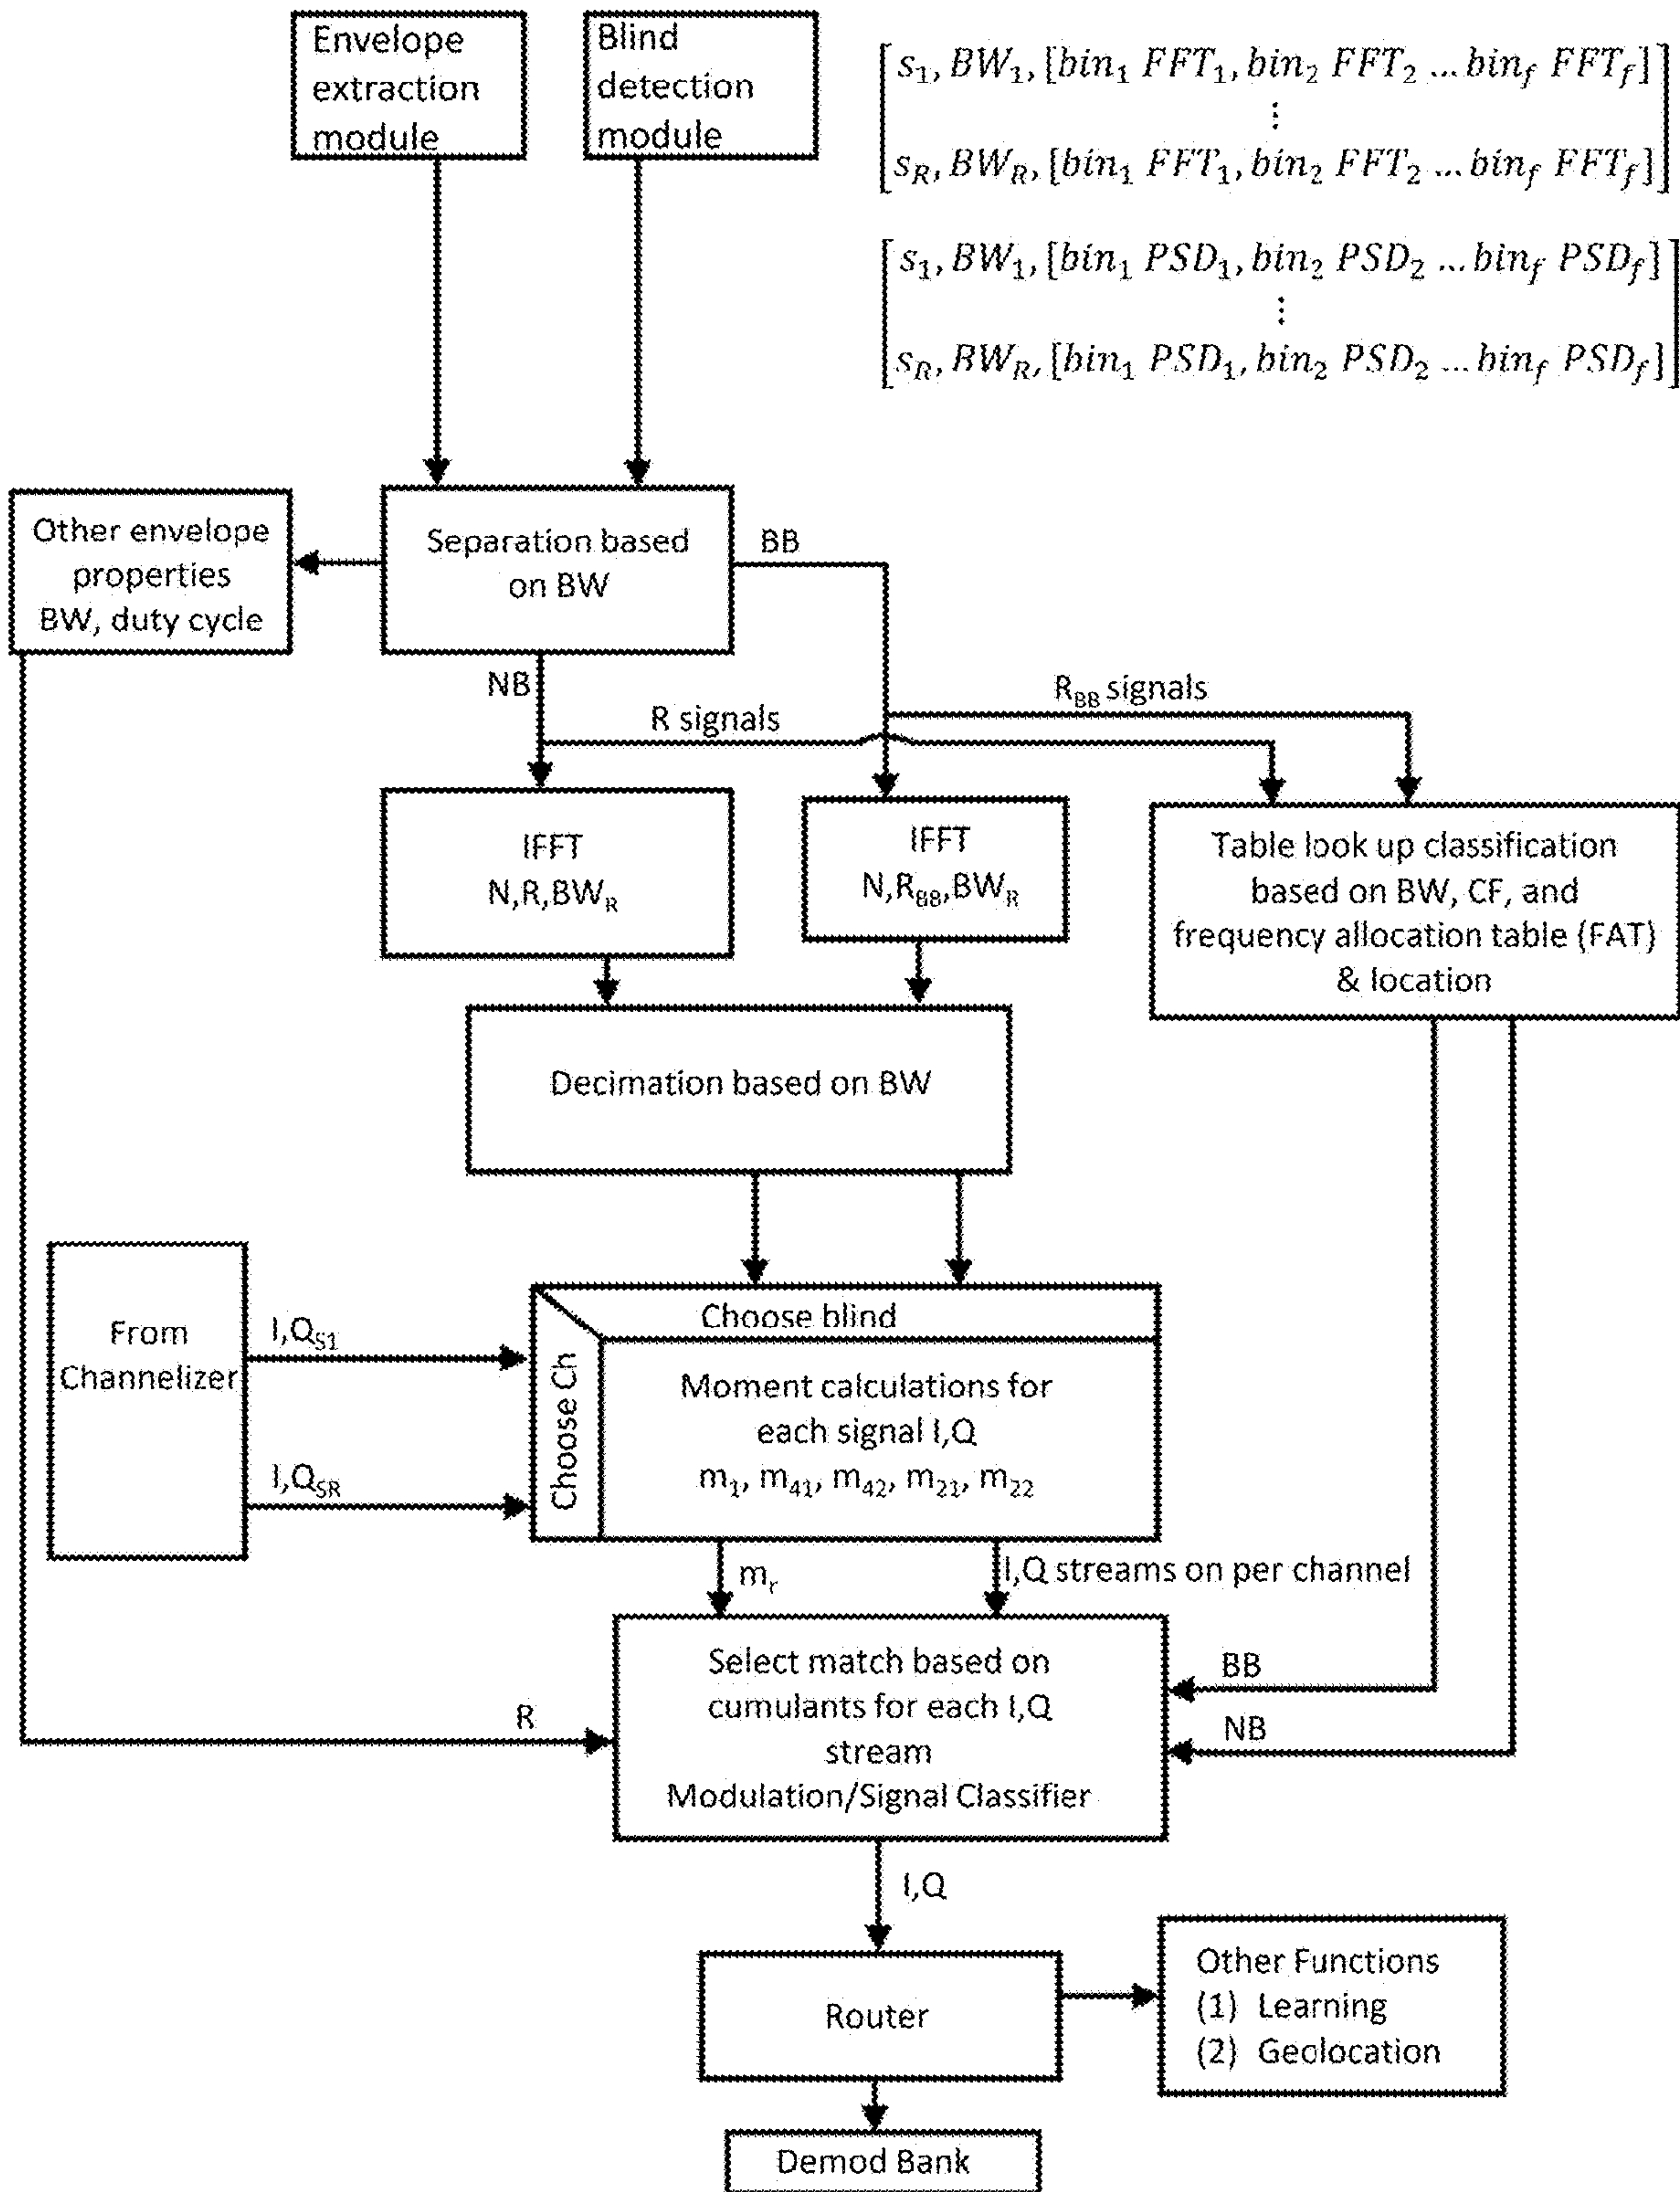 Envelope
extraction
module
Blind
detection
module
[s₁, BW₁, [bin₁ FFT₁, bin₂ FFT₂ ... bin_f FFT_f]
⋮
s_R, BW_R, [bin₁ FFT₁, bin₂ FFT₂ ... bin_f FFT_f]]
[s₁, BW₁, [bin₁ PSD₁, bin₂ PSD₂ ... bin_f PSD_f]
⋮
s_R, BW_R, [bin₁ PSD₁, bin₂ PSD₂ ... bin_f PSD_f]]
Other envelope
properties
BW, duty cycle
Separation based
on BW
BB
NB
R signals
R_BB signals
IFFT
N,R,BW_R
IFFT
N,R_BB,BW_R
Table look up classification
based on BW, CF, and
frequency allocation table (FAT)
& location
Decimation based on BW
From
Channelizer
I,Q_S1
I,Q_SR
Choose blind
Choose Ch
Moment calculations for
each signal I,Q
m₁, m₄₁, m₄₂, m₂₁, m₂₂
m_r
I,Q streams on per channel
R
Select match based on
cumulants for each I,Q
stream
Modulation/Signal Classifier
BB
NB
I,Q
Router
Other Functions
(1) Learning
(2) Geolocation
Demod Bank